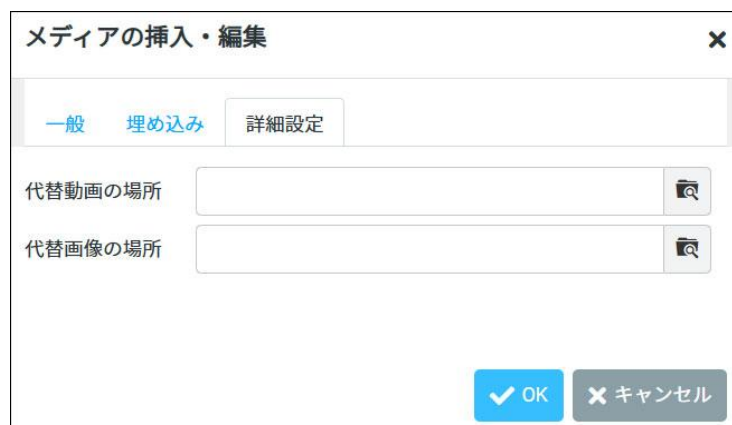 メディアの挿入・編集
一般 埋め込み 詳細設定
代替動画の場所
代替画像の場所
OK キャンセル